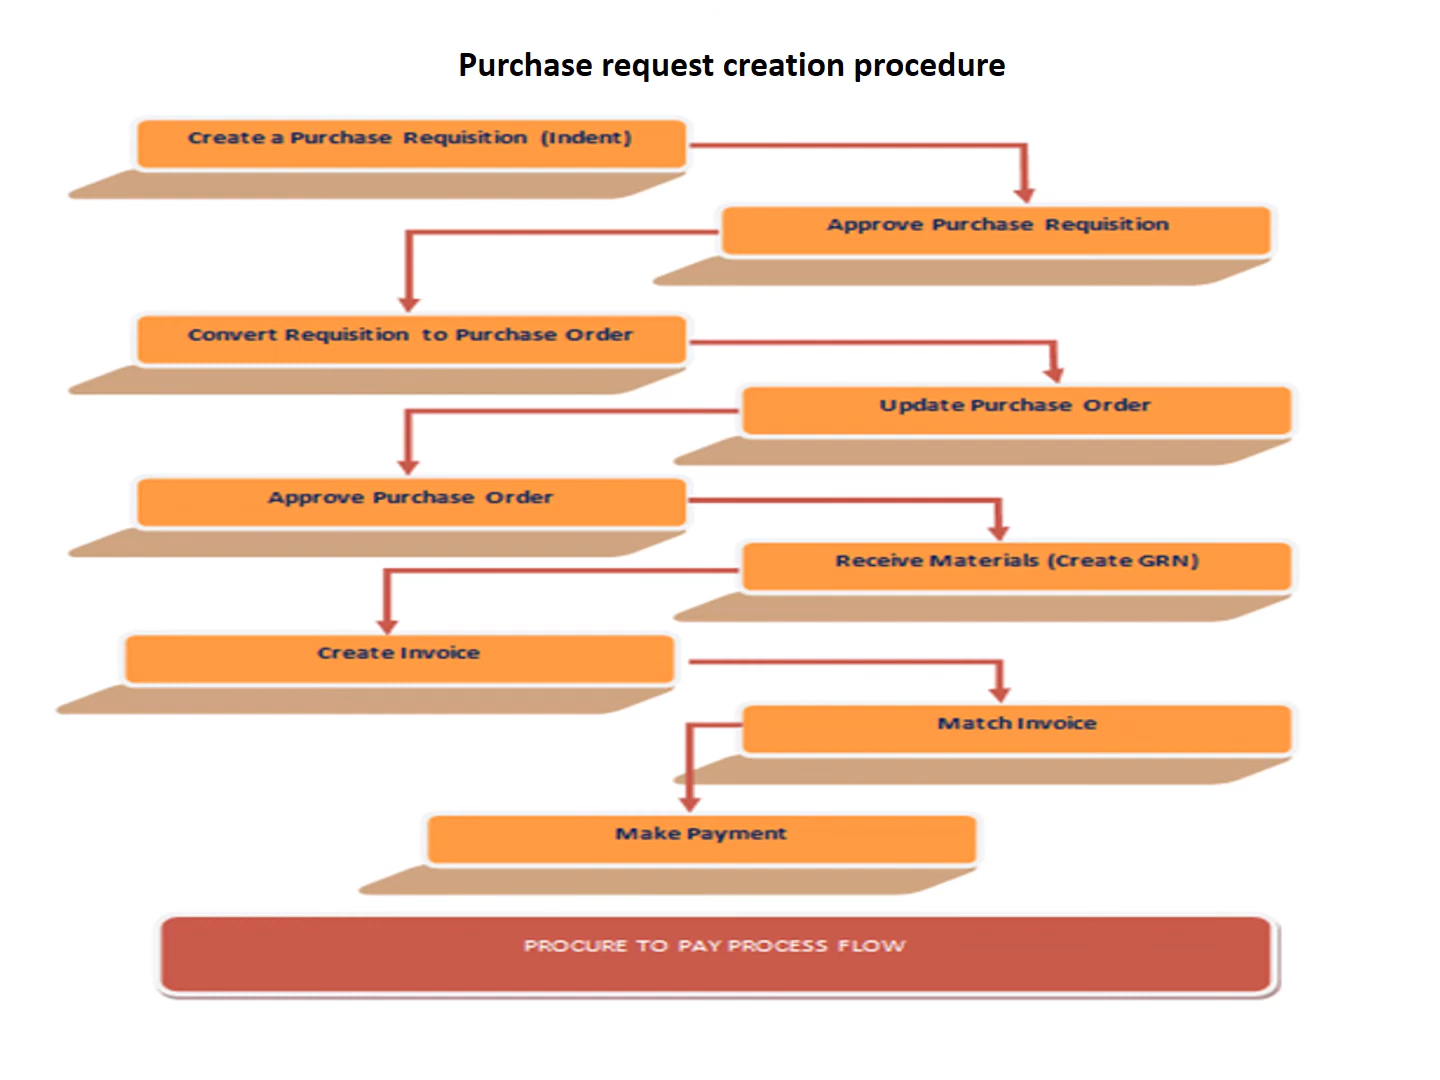 Purchase request creation procedure
Create a Purchase Requisition (Indent)
Approve Purchase Requisition
Convert Requisition to Purchase Order
Update Purchase Order
Approve Purchase Order
Receive Materials (Create GRN)
Create Invoice
Match Invoice
Make Payment
PROCURE TO PAY PROCESS FLOW